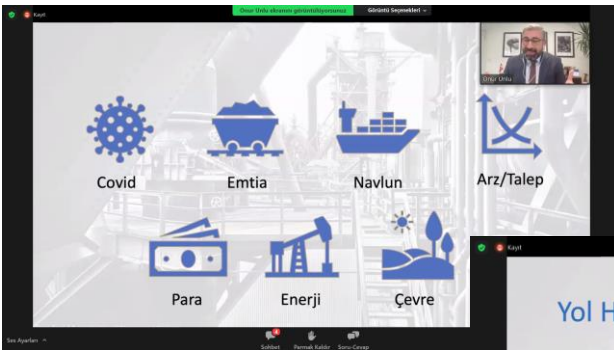 Kayıt
Onur Ünlü ekranını görüntülüyorsunuz
Görüntü Seçenekleri
Onur Ünlü
Covid
Emtia
Navlun
Arz/Talep
Para
Enerji
Çevre
Kayıt
Yol H
Ses Ayarları
Sohbet
Parmak Kaldır
Soru-Cevap